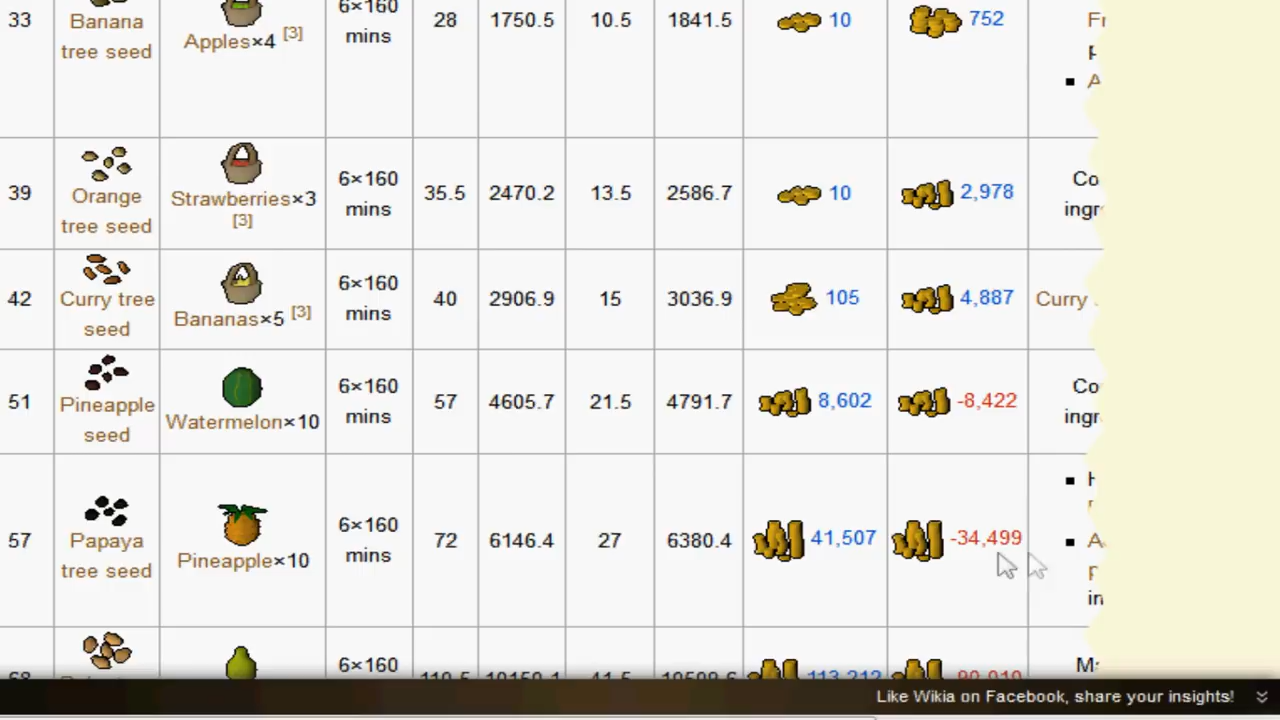 33 Banana tree seed Apples×4 [3] 6×160 mins 28 1750.5 10.5 1841.5 10 752
39 Orange tree seed Strawberries×3 [3] 6×160 mins 35.5 2470.2 13.5 2586.7 10 2,978 Co ingr
42 Curry tree seed Bananas×5 [3] 6×160 mins 40 2906.9 15 3036.9 105 4,887 Curry
51 Pineapple seed Watermelon×10 6×160 mins 57 4605.7 21.5 4791.7 8,602 -8,422 Co ingr
57 Papaya tree seed Pineapple×10 6×160 mins 72 6146.4 27 6380.4 41,507 -34,499
6×160
Like Wikia on Facebook, share your insights!